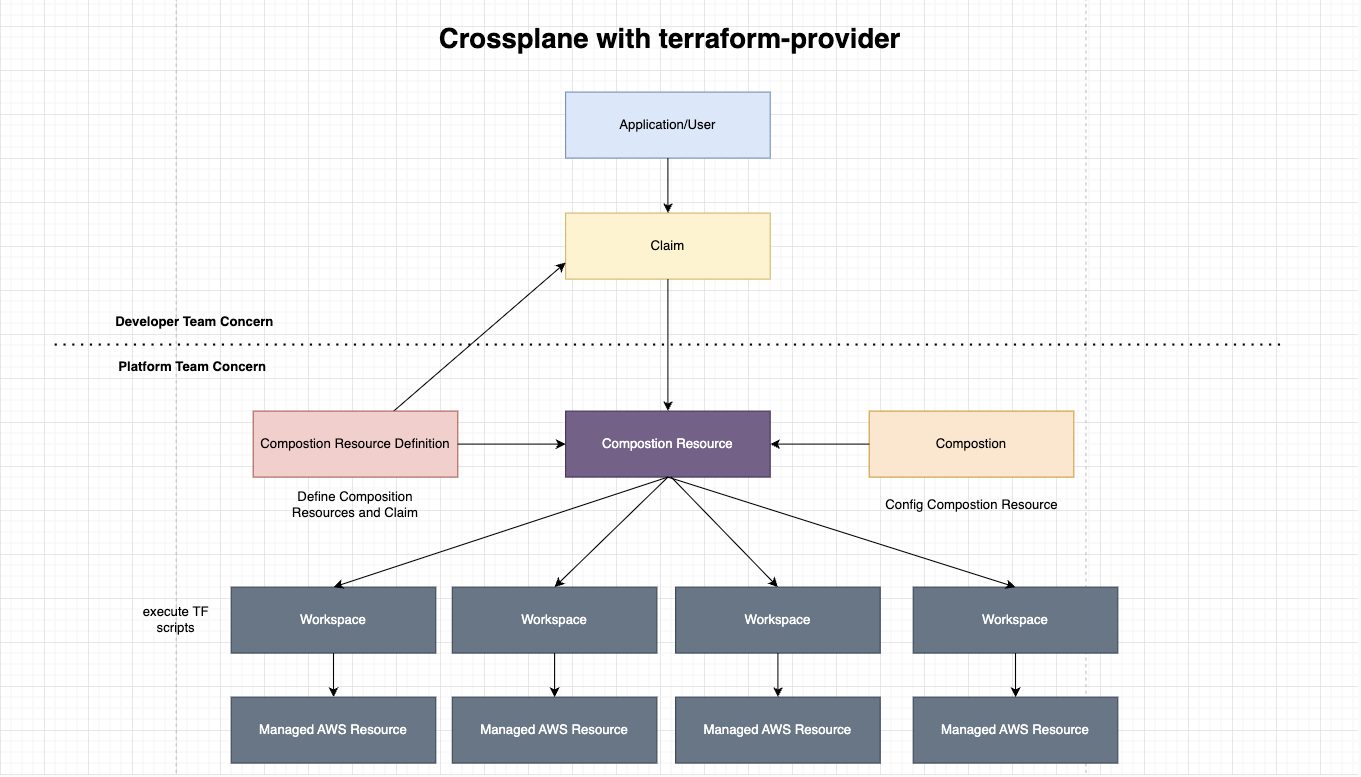 Crossplane with terraform-provider
Application/User
Claim
Developer Team Concern
Platform Team Concern
Compostion Resource Definition
Compostion Resource
Compostion
Define Composition
Resources and Claim
Config Compostion Resource
execute TF
scripts
Workspace
Workspace
Workspace
Workspace
Managed AWS Resource
Managed AWS Resource
Managed AWS Resource
Managed AWS Resource